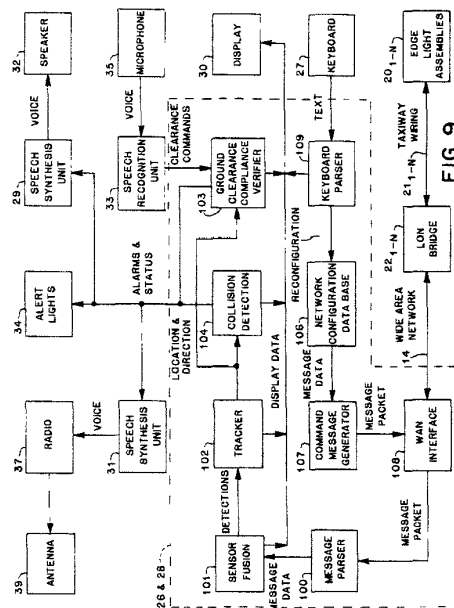 39
ANTENNA
37
RADIO
VOICE
31
SPEECH SYNTHESIS UNIT
34
ALERT LIGHTS
ALARMS & STATUS
29
SPEECH SYNTHESIS UNIT
VOICE
32
SPEAKER
33
SPEECH RECOGNITION UNIT
VOICE
35
MICROPHONE
CLEARANCE COMMANDS
LOCATION & DIRECTION
26 & 28
101
SENSOR FUSION
DETECTIONS
102
TRACKER
104
COLLISION DETECTION
103
GROUND CLEARANCE COMPLIANCE VERIFIER
30
DISPLAY
DISPLAY DATA
MESSAGE DATA
100
MESSAGE PARSER
MESSAGE PACKET
107
COMMAND MESSAGE GENERATOR
MESSAGE DATA
106
NETWORK CONFIGURATION DATA BASE
RECONFIGURATION
109
KEYBOARD PARSER
TEXT
27
KEYBOARD
MESSAGE PACKET
108
WAN INTERFACE
14
WIDE AREA NETWORK
22 1-N
LON BRIDGE
21 1-N
TAXIWAY WIRING
20 1-N
EDGE LIGHT ASSEMBLIES
FIG. 9